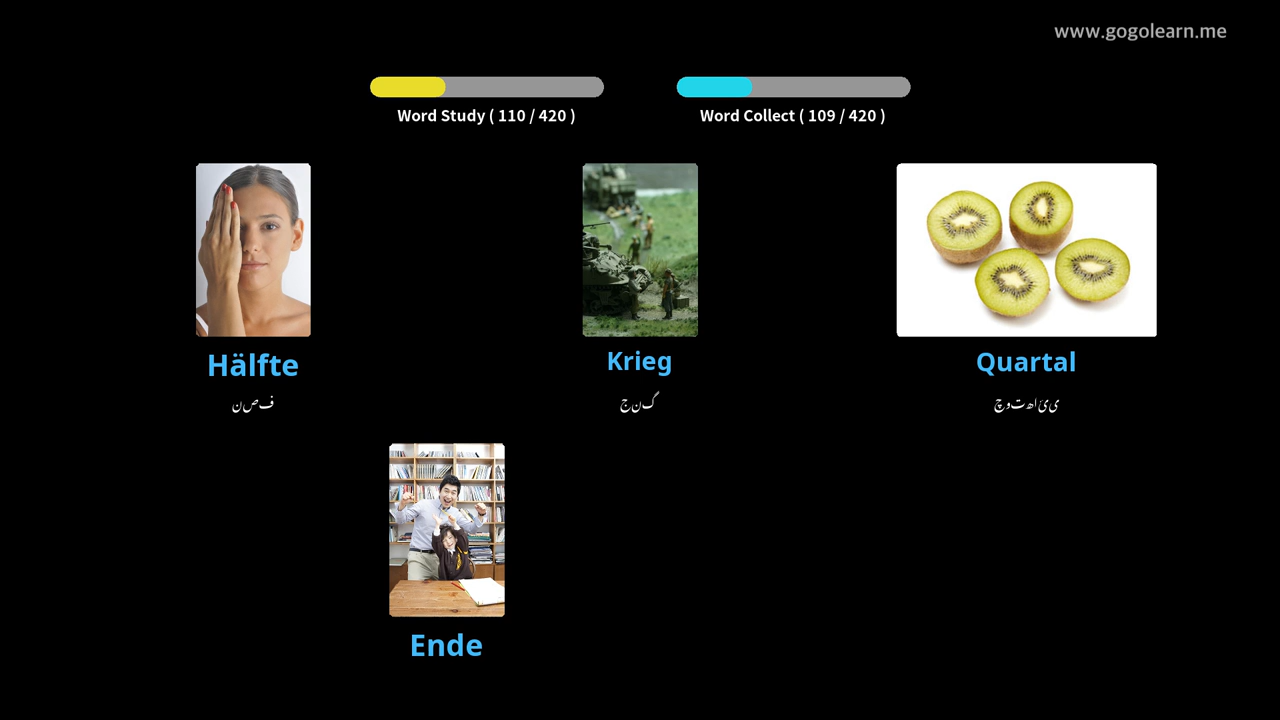 www.gogolearn.me
Word Study ( 110 / 420 )
Word Collect ( 109 / 420 )
Hälfte
Krieg
Quartal
نصف
جنگ
چوتھائی
Ende